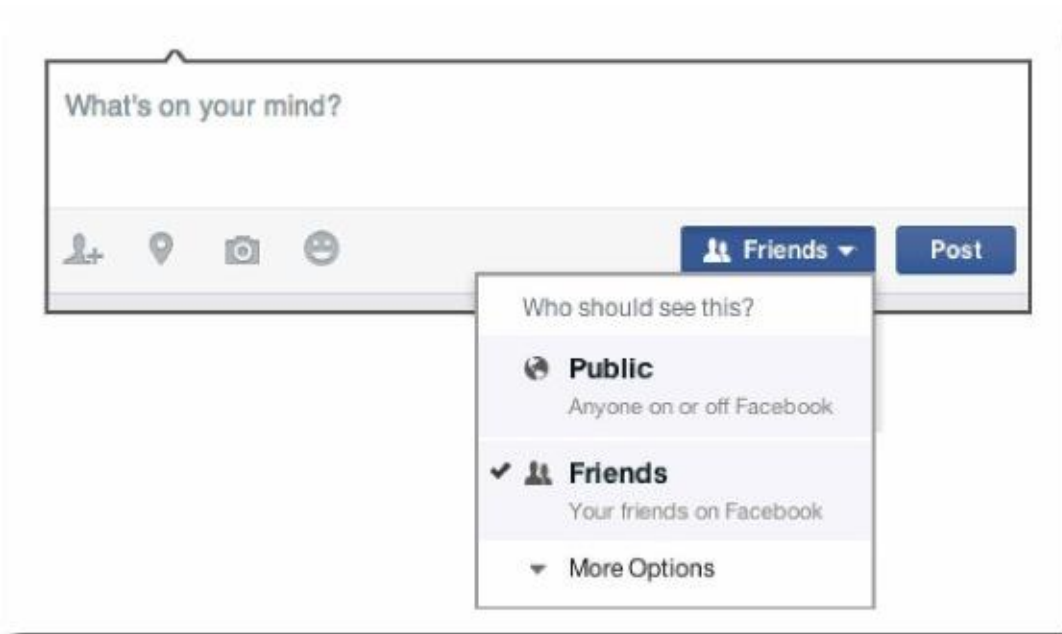 What's on your mind?
Friends Post
Who should see this?
Public
Anyone on or off Facebook
Friends
Your friends on Facebook
More Options